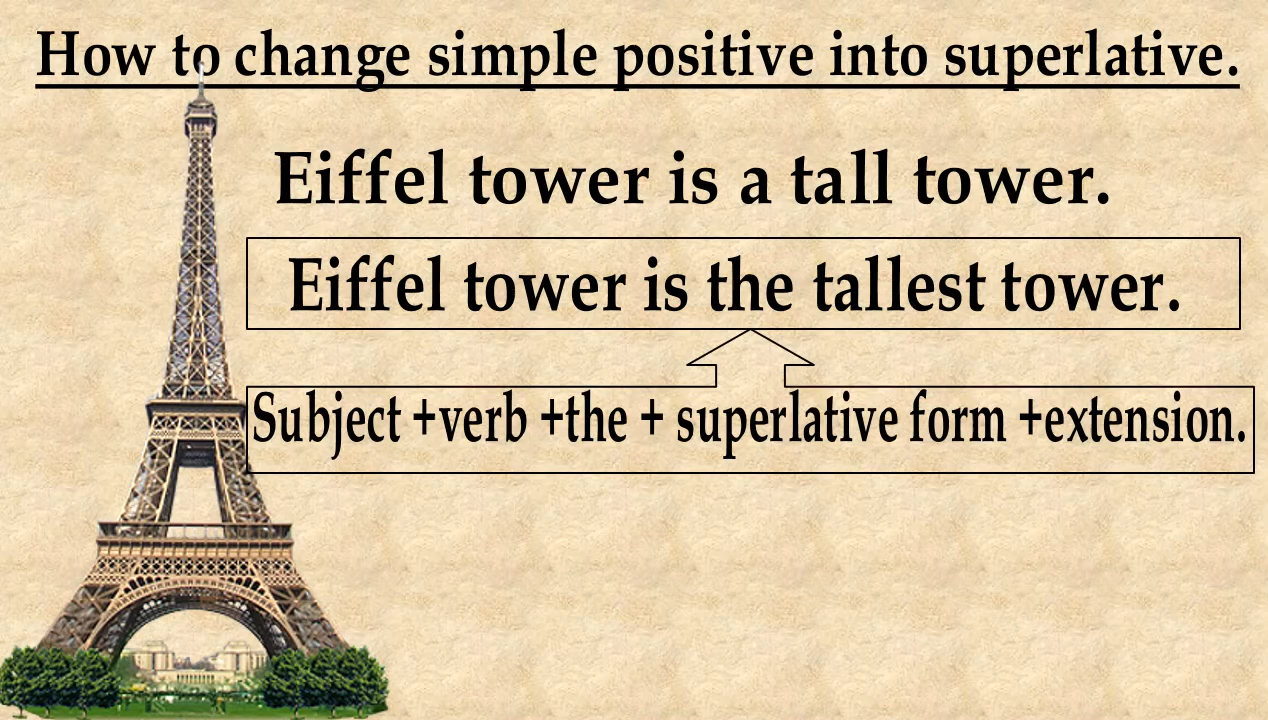 How to change simple positive into superlative.
Eiffel tower is a tall tower.
Eiffel tower is the tallest tower.
Subject +verb +the + superlative form +extension.